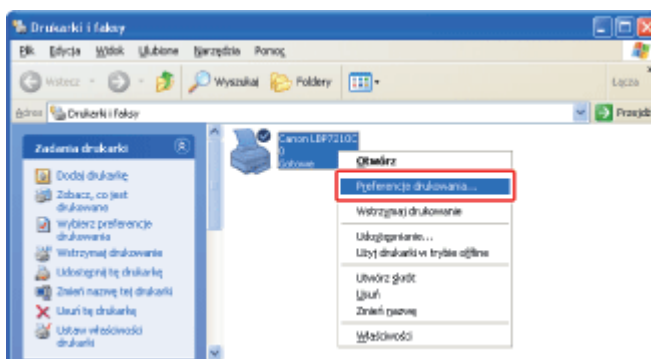 Drukarki i faksy
Plik Edycja Widok Ulubione Narzędzia Pomoc
Wstecz Wyszukaj Foldery Łącza
Adres Drukarki i faksy Przejdź
Zadania drukarki
Dodaj drukarkę
Zobacz, co jest
drukowane
Wybierz preferencje
drukowania
Wstrzymaj drukowanie
Udostępnij tę drukarkę
Zmień nazwę tej drukarki
Usuń tę drukarkę
Ustaw właściwości
drukarki
Canon LBP7210C
0
Gotowe
Otwórz
Preferencje drukowania...
Wstrzymaj drukowanie
Udostępnianie...
Użyj drukarki w trybie offline
Utwórz skrót
Usuń
Zmień nazwę
Właściwości